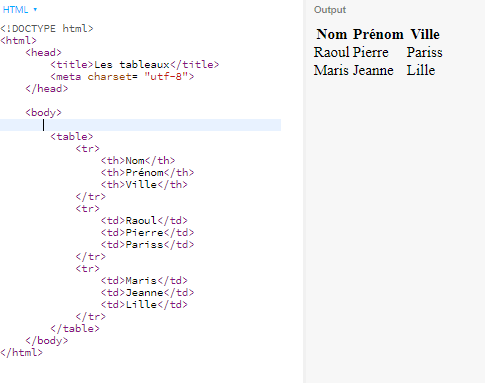 HTML
<!DOCTYPE html>
<html>
<head>
<title>Les tableaux</title>
<meta charset= "utf-8">
</head>
<body>
<table>
<tr>
<th>Nom</th>
<th>Prénom</th>
<th>Ville</th>
</tr>
<tr>
<td>Raoul</td>
<td>Pierre</td>
<td>Pariss</td>
</tr>
<tr>
<td>Maris</td>
<td>Jeanne</td>
<td>Lille</td>
</tr>
</table>
</body>
</html>
Output
Nom Prénom Ville
Raoul Pierre Pariss
Maris Jeanne Lille